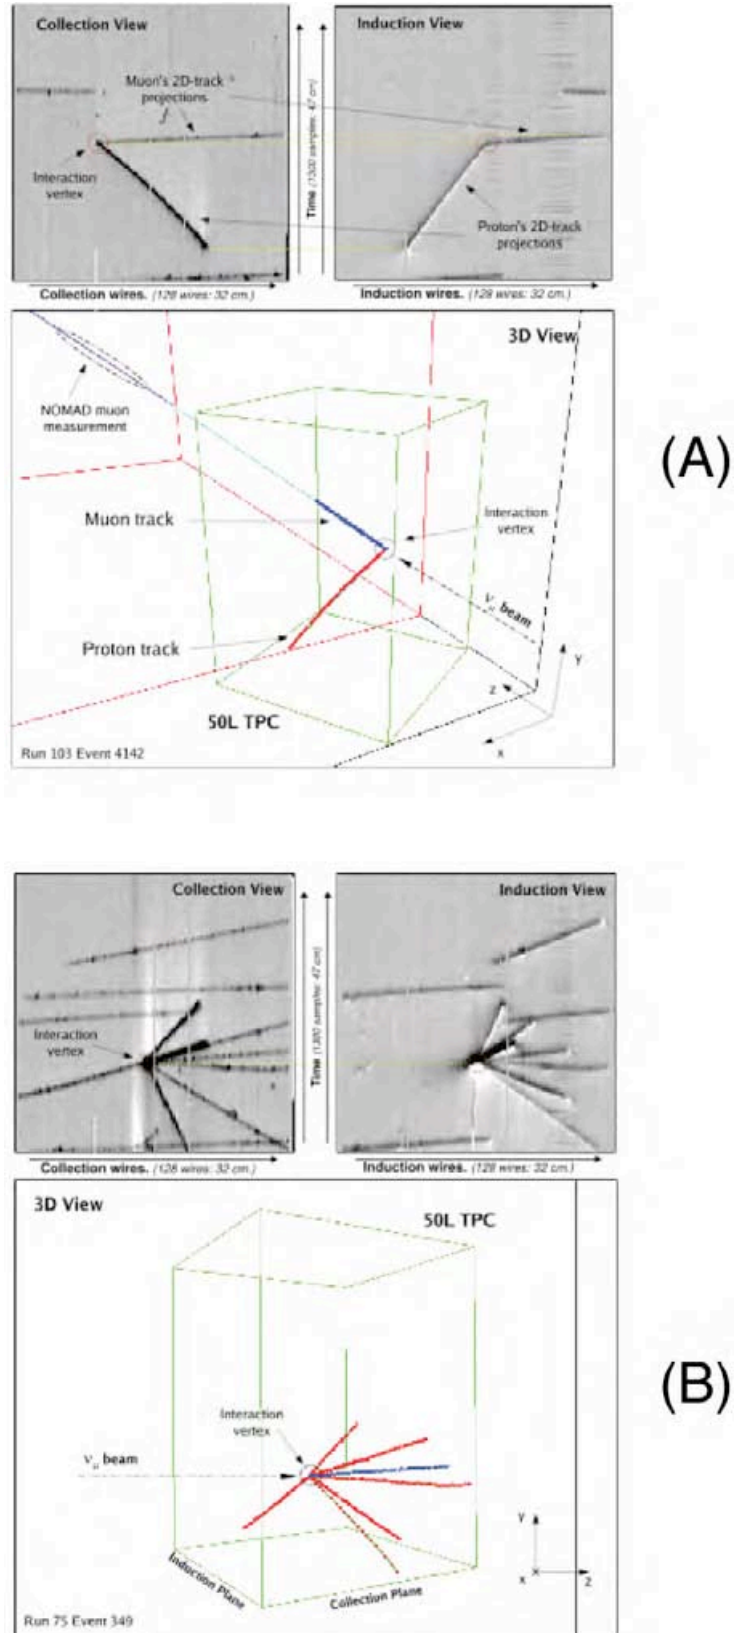 Collection View
Induction View
Muon's 2D-track
projections
Interaction
vertex
Time (1300 samples: 47 cm)
Proton's 2D-track
projections
Collection wires. (128 wires: 32 cm.)
Induction wires. (128 wires: 32 cm.)
3D View
NOMAD muon
measurement
(A)
Muon track
Interaction
vertex
νμ beam
Proton track
Y
Z
X
50L TPC
Run 103 Event 4142
Collection View
Induction View
Interaction
vertex
Time (1300 samples: 47 cm)
Collection wires. (128 wires: 32 cm.)
Induction wires. (128 wires: 32 cm.)
3D View
50L TPC
(B)
Interaction
vertex
νμ beam
Y
X
Z
Induction Plane
Collection Plane
Run 75 Event 349